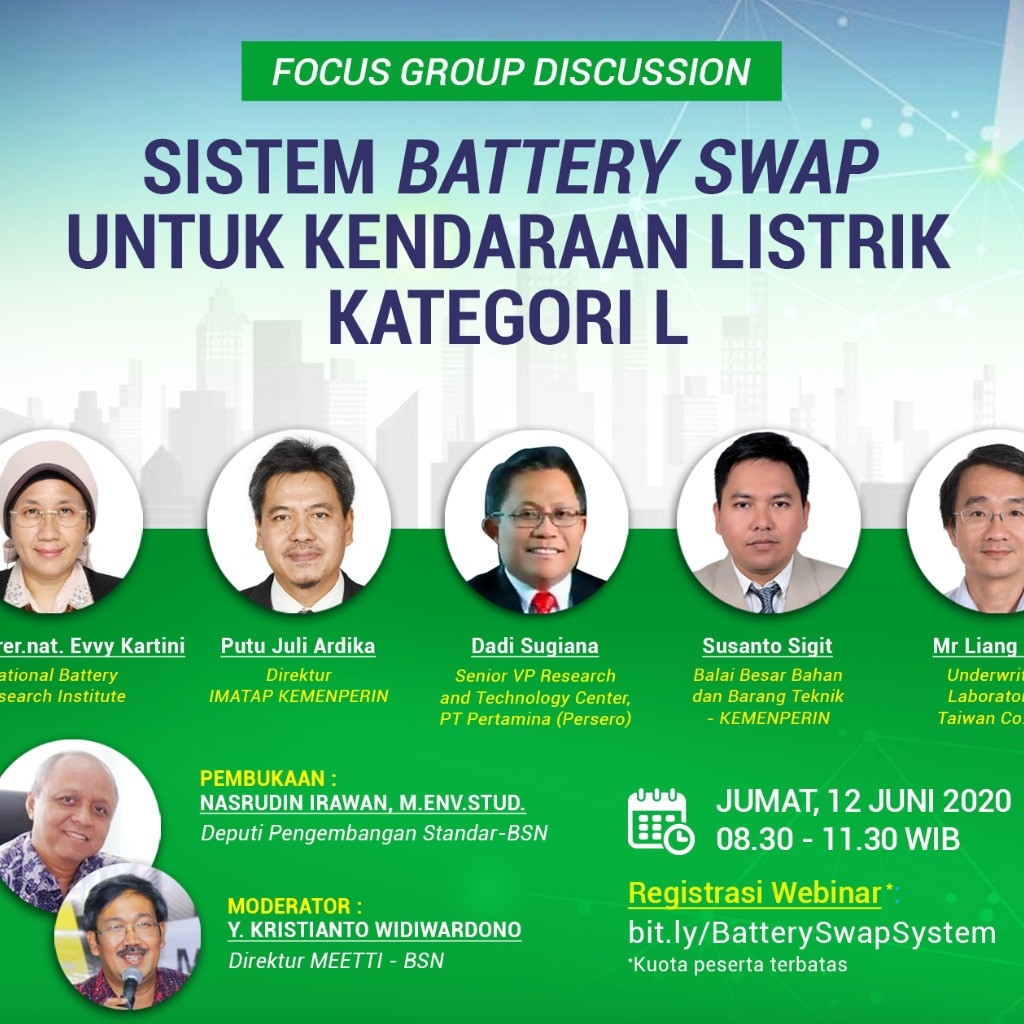 FOCUS GROUP DISCUSSION
SISTEM BATTERY SWAP
UNTUK KENDARAAN LISTRIK
KATEGORI L
rer.nat. Evvy Kartini
ational Battery
search Institute
Putu Juli Ardika
Direktur
IMATAP KEMENPERIN
Dadi Sugiana
Senior VP Research
and Technology Center,
PT Pertamina (Persero)
Susanto Sigit
Balai Besar Bahan
dan Barang Teknik
- KEMENPERIN
Mr Liang
Underwrit
Laborator
Taiwan Co.
PEMBUKAAN :
NASRUDIN IRAWAN, M.ENV.STUD.
Deputi Pengembangan Standar-BSN
MODERATOR :
Y. KRISTIANTO WIDIWARDONO
Direktur MEETTI - BSN
JUMAT, 12 JUNI 2020
08.30 - 11.30 WIB
Registrasi Webinar*:
bit.ly/BatterySwapSystem
*Kuota peserta terbatas